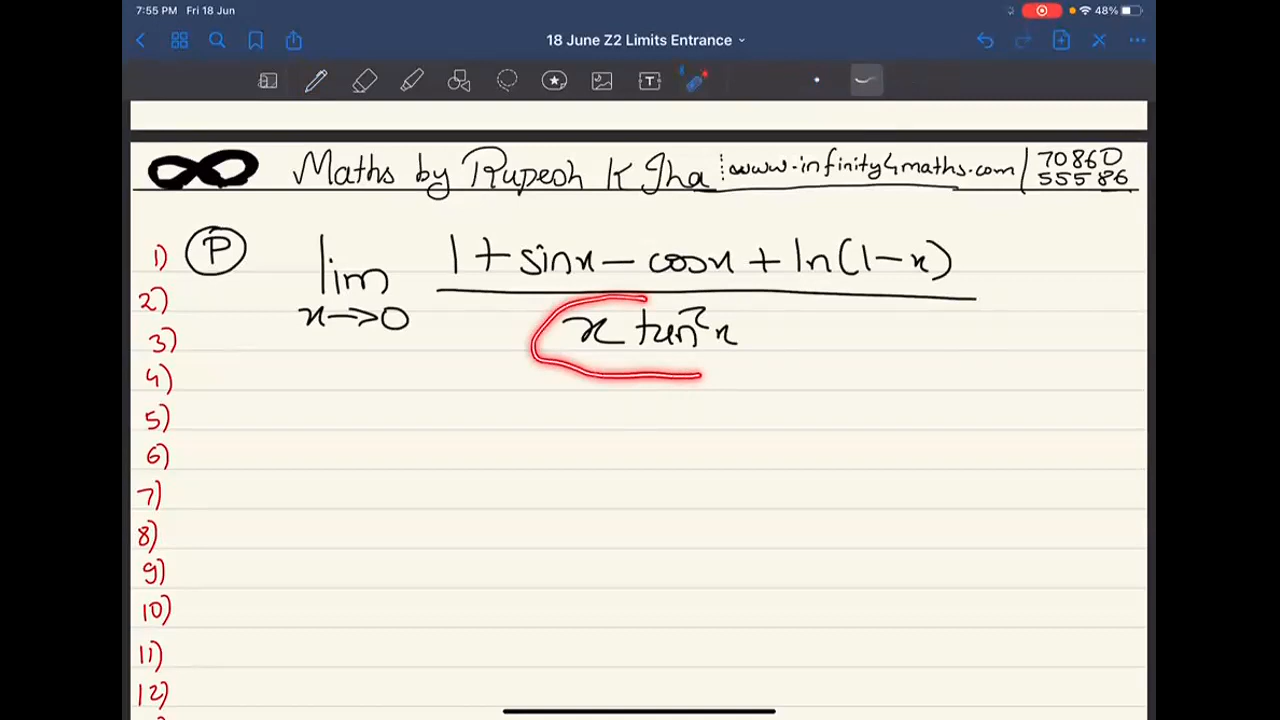 7:55 PM Fri 18 Jun 48%
18 June Z2 Limits Entrance
∞ Maths by Rupesh K Jha www.infinity4maths.com / 70860 55586
1) P lim x→0 (1 + sinx − cosx + ln(1−x)) / (x tan²x)
2)
3)
4)
5)
6)
7)
8)
9)
10)
11)
12)